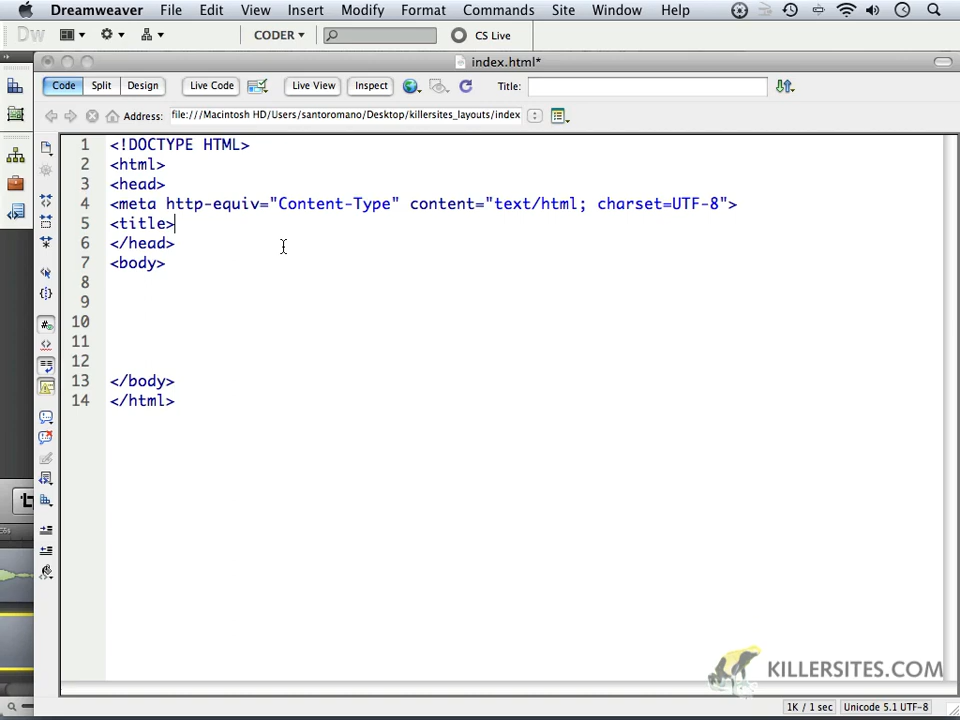 Dreamweaver File Edit View Insert Modify Format Commands Site Window Help
Dw CODER CS Live
index.html*
Code Split Design Live Code Live View Inspect Title:
Address: file:///Macintosh HD/Users/santoromano/Desktop/killersites_layouts/index
1 <!DOCTYPE HTML>
2 <html>
3 <head>
4 <meta http-equiv="Content-Type" content="text/html; charset=UTF-8">
5 <title>
6 </head>
7 <body>
8
9
10
11
12
13 </body>
14 </html>
KILLERSITES.COM
1K / 1 sec Unicode 5.1 UTF-8